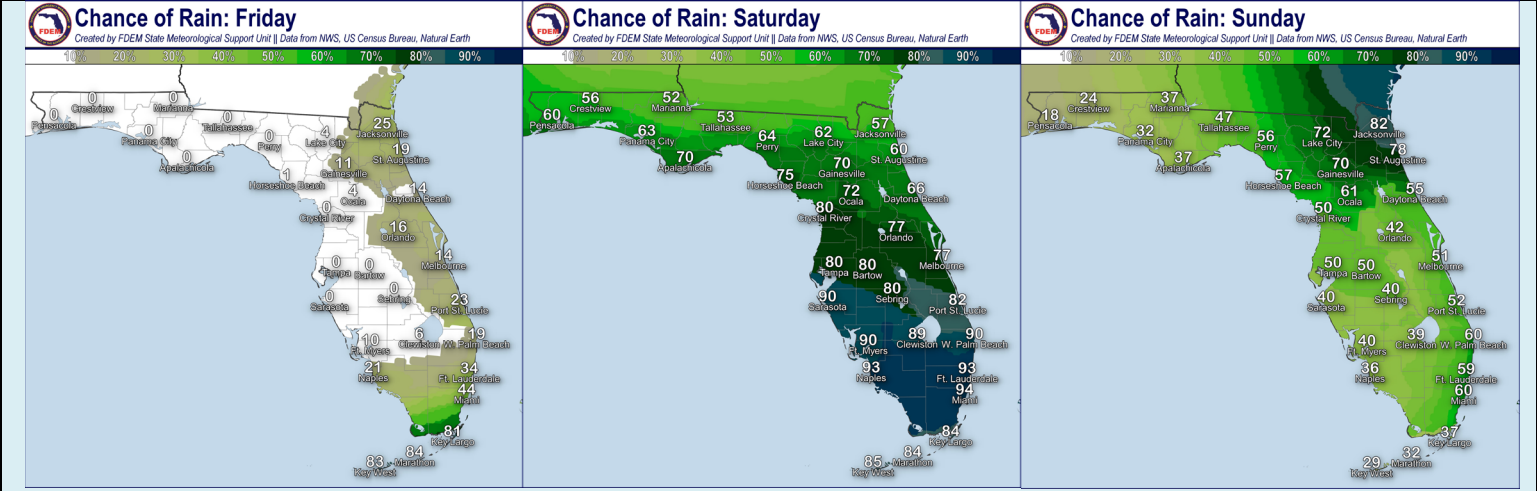 Chance of Rain: Friday
FDEM
Created by FDEM State Meteorological Support Unit || Data from NWS, US Census Bureau, Natural Earth
10% 20% 30% 40% 50% 60% 70% 80% 90%
0
Crestview
0
Marianna
0
Pensacola
0
Panama City
0
Tallahassee
0
Perry
4
Lake City
25
Jacksonville
0
Apalachicola
11
Gainesville
19
St. Augustine
1
Horseshoe Beach
4
Ocala
14
Daytona Beach
0
Crystal River
16
Orlando
0
Tampa
0
Bartow
14
Melbourne
0
Sarasota
0
Sebring
23
Port St. Lucie
10
Ft. Myers
6
Clewiston
19
W. Palm Beach
21
Naples
34
Ft. Lauderdale
44
Miami
81
Key Largo
84
Marathon
83
Key West
Chance of Rain: Saturday
FDEM
Created by FDEM State Meteorological Support Unit || Data from NWS, US Census Bureau, Natural Earth
10% 20% 30% 40% 50% 60% 70% 80% 90%
56
Crestview
52
Marianna
60
Pensacola
63
Panama City
53
Tallahassee
64
Perry
62
Lake City
57
Jacksonville
70
Apalachicola
70
Gainesville
60
St. Augustine
75
Horseshoe Beach
72
Ocala
66
Daytona Beach
80
Crystal River
77
Orlando
80
Tampa
80
Bartow
77
Melbourne
90
Sarasota
80
Sebring
82
Port St. Lucie
90
Ft. Myers
89
Clewiston
90
W. Palm Beach
93
Naples
93
Ft. Lauderdale
94
Miami
84
Key Largo
84
Marathon
85
Key West
Chance of Rain: Sunday
FDEM
Created by FDEM State Meteorological Support Unit || Data from NWS, US Census Bureau, Natural Earth
10% 20% 30% 40% 50% 60% 70% 80% 90%
24
Crestview
37
Marianna
18
Pensacola
32
Panama City
47
Tallahassee
56
Perry
72
Lake City
82
Jacksonville
37
Apalachicola
70
Gainesville
78
St. Augustine
57
Horseshoe Beach
61
Ocala
55
Daytona Beach
50
Crystal River
42
Orlando
50
Tampa
50
Bartow
51
Melbourne
40
Sarasota
40
Sebring
52
Port St. Lucie
40
Ft. Myers
39
Clewiston
60
W. Palm Beach
36
Naples
59
Ft. Lauderdale
60
Miami
37
Key Largo
32
Marathon
29
Key West